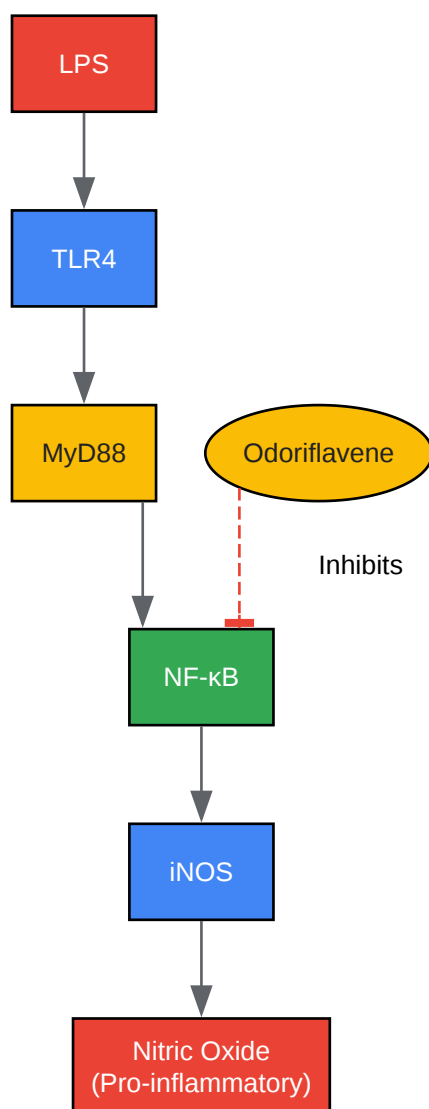 LPS
TLR4
MyD88
Odoriflavene
Inhibits
NF-κB
iNOS
Nitric Oxide
(Pro-inflammatory)